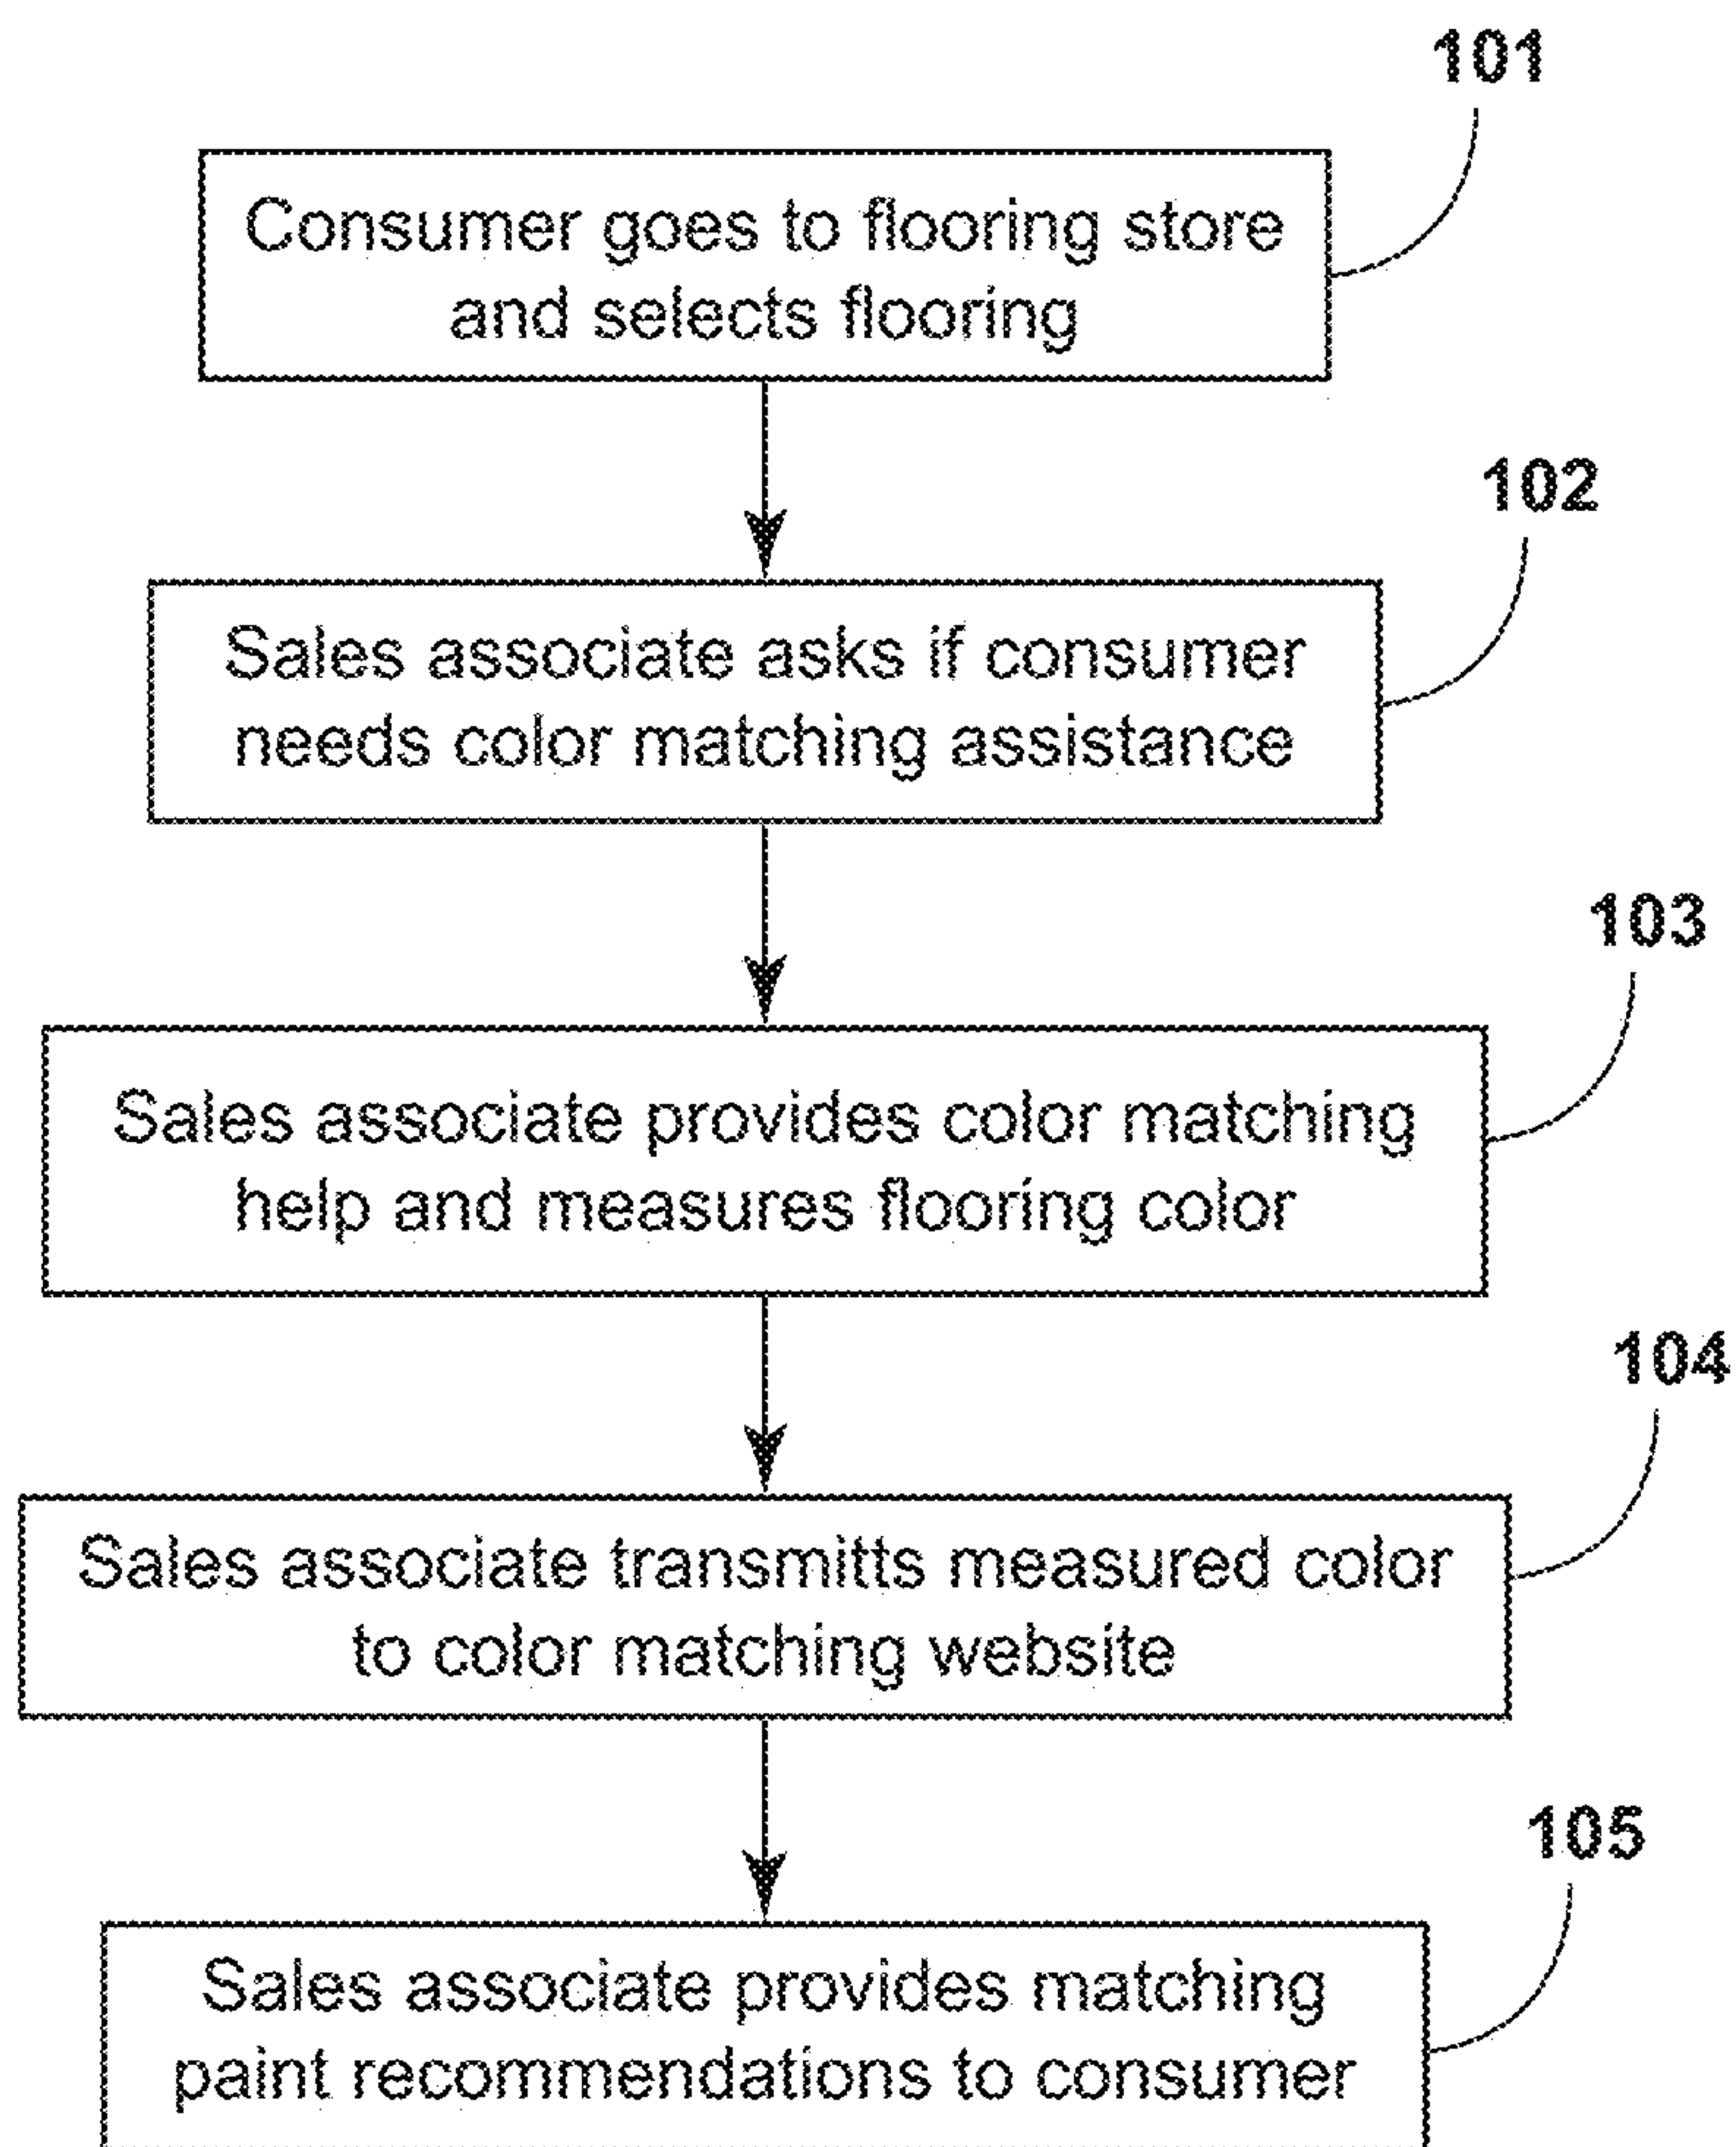 101
Consumer goes to flooring store
and selects flooring
102
Sales associate asks if consumer
needs color matching assistance
103
Sales associate provides color matching
help and measures flooring color
104
Sales associate transmitts measured color
to color matching website
105
Sales associate provides matching
paint recommendations to consumer